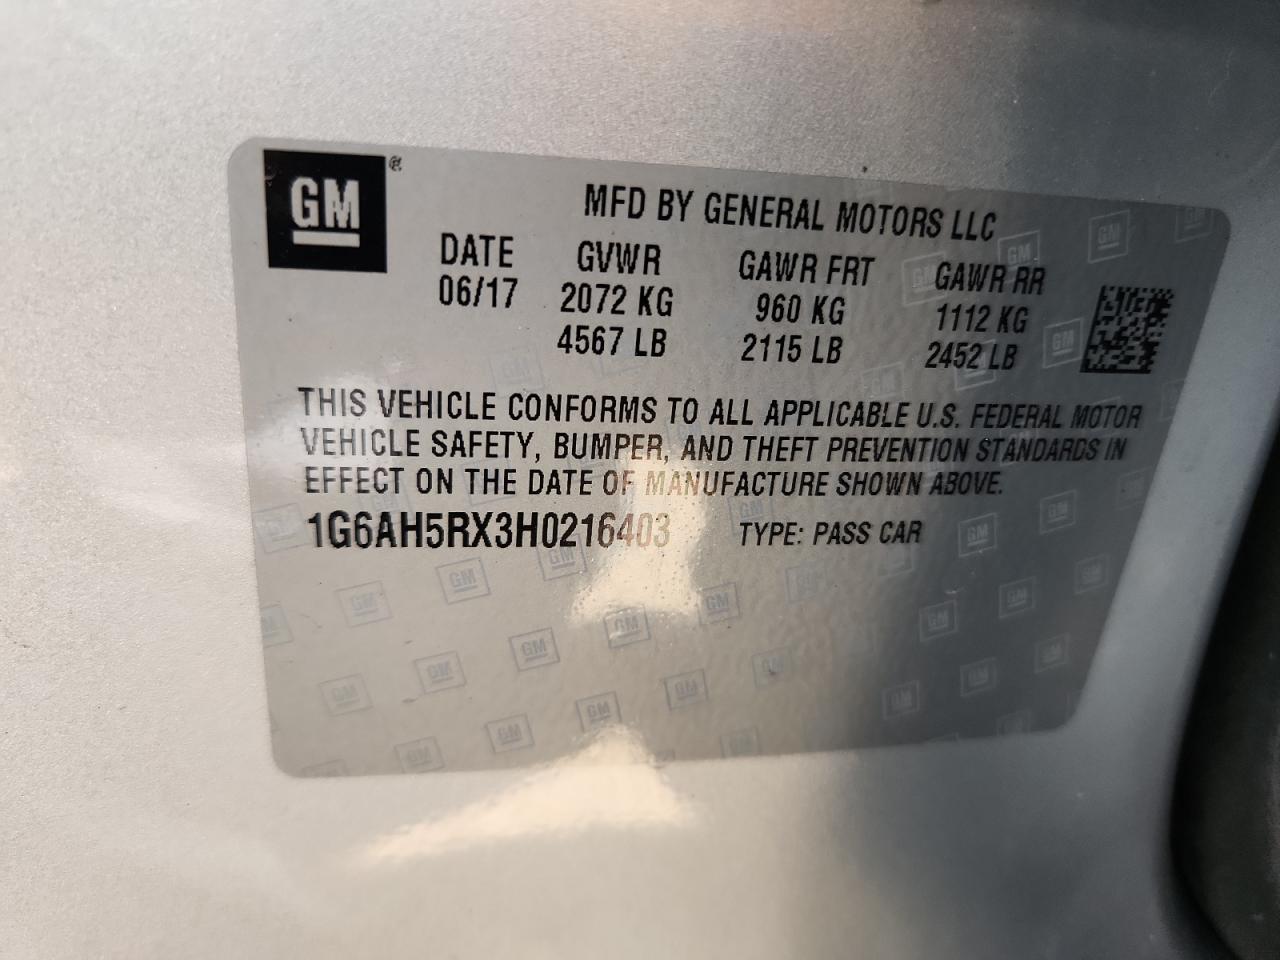 GM®
MFD BY GENERAL MOTORS LLC
DATE GVWR GAWR FRT GAWR RR
06/17 2072 KG 960 KG 1112 KG
4567 LB 2115 LB 2452 LB
THIS VEHICLE CONFORMS TO ALL APPLICABLE U.S. FEDERAL MOTOR
VEHICLE SAFETY, BUMPER, AND THEFT PREVENTION STANDARDS IN
EFFECT ON THE DATE OF MANUFACTURE SHOWN ABOVE.
1G6AH5RX3H0216403 TYPE: PASS CAR